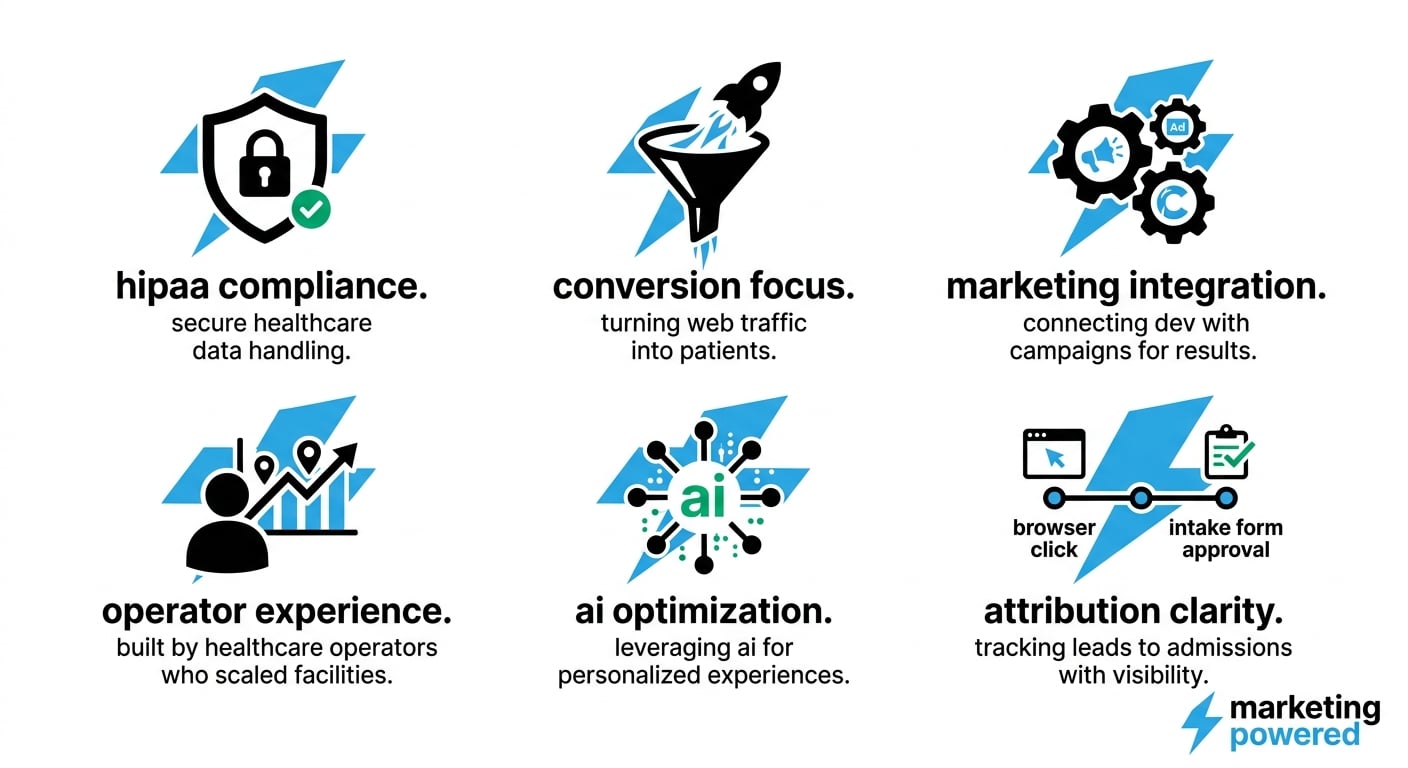 Ad
C
hipaa compliance.
secure healthcare
data handling.
conversion focus.
turning web traffic
into patients.
marketing integration.
connecting dev with
campaigns for results.
ai
browser
click
intake form
approval
operator experience.
built by healthcare operators
who scaled facilities.
ai optimization.
leveraging ai for
personalized experiences.
attribution clarity.
tracking leads to admissions
with visibility.
marketing
powered